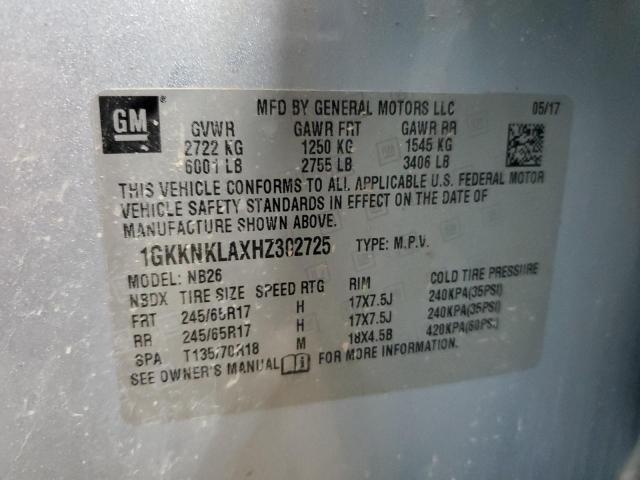 GM
MFD BY GENERAL MOTORS LLC 05/17
GVWR GAWR FRT GAWR RR
2722 KG 1250 KG 1545 KG
6001 LB 2755 LB 3406 LB
THIS VEHICLE CONFORMS TO ALL APPLICABLE U.S. FEDERAL MOTOR
VEHICLE SAFETY STANDARDS IN EFFECT ON THE DATE OF
MANUFACTURE SHOWN ABOVE.
1GKKNKLAXHZ302725 TYPE: M.P.V.
MODEL: NB26
NBDX TIRE SIZE SPEED RTG RIM COLD TIRE PRESSURE
FRT 245/65R17 H 17X7.5J 240KPA(35PSI)
RR 245/65R17 H 17X7.5J 240KPA(35PSI)
SPA T135/70R18 M 18X4.5B 420KPA(60PSI)
SEE OWNER'S MANUAL FOR MORE INFORMATION.